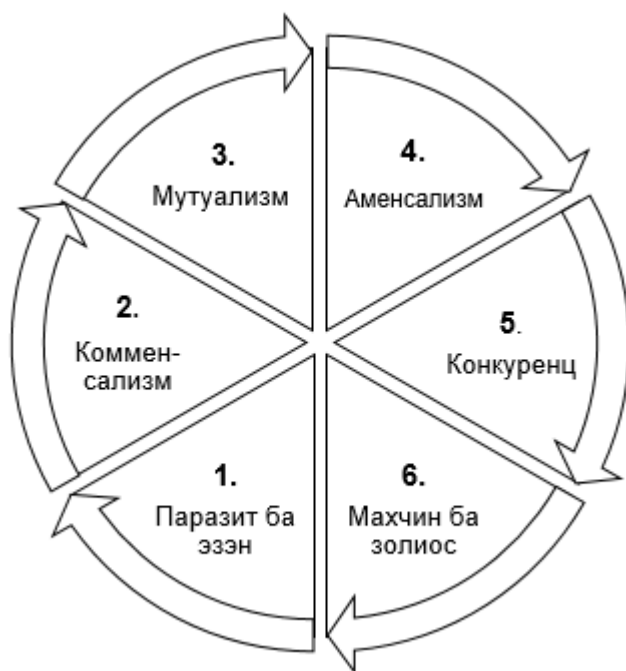 3.
Мутуализм
4.
Аменсализм
2.
Коммен-
сализм
5.
Конкуренц
1.
Паразит ба
эзэн
6.
Махчин ба
золиос